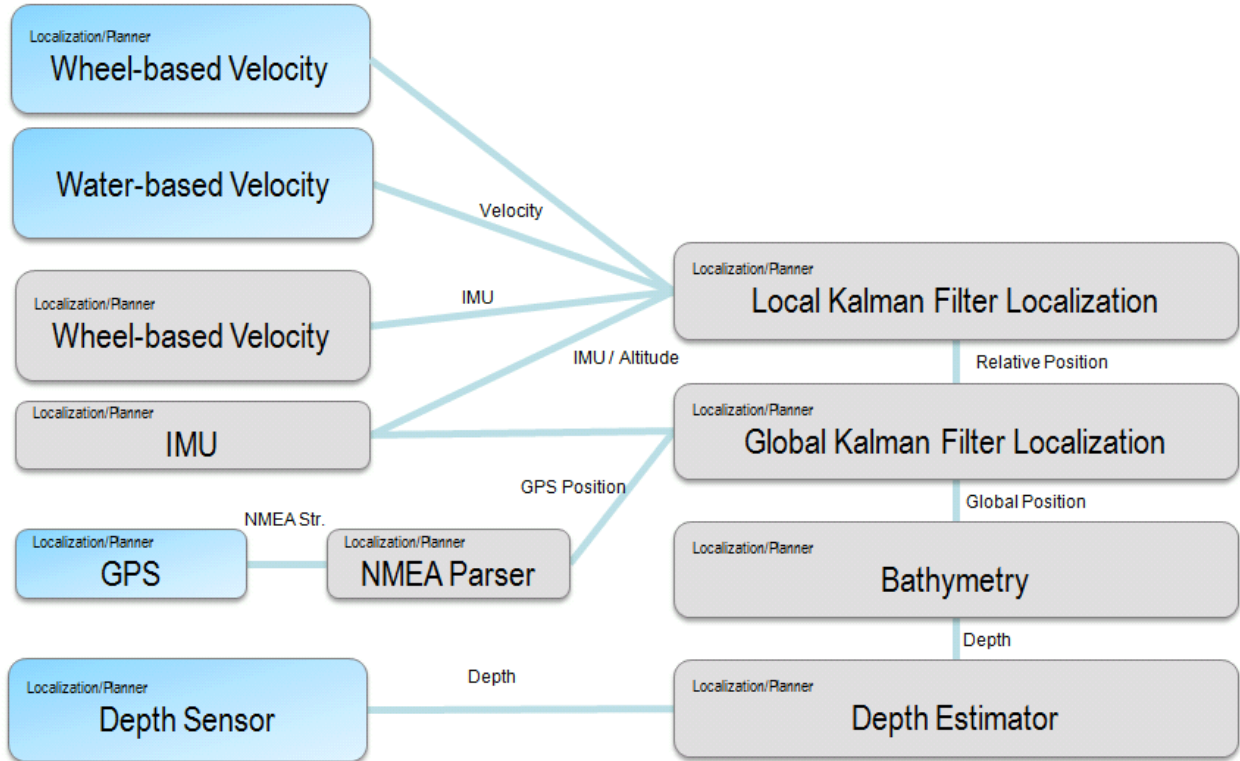 Localization/Planner
Wheel-based Velocity
Water-based Velocity
Velocity
Localization/Planner
Wheel-based Velocity
IMU
Localization/Planner
Local Kalman Filter Localization
IMU / Altitude
Relative Position
Localization/Planner
IMU
Localization/Planner
Global Kalman Filter Localization
GPS Position
Global Position
NMEA Str.
Localization/Planner
GPS
Localization/Planner
NMEA Parser
Localization/Planner
Bathymetry
Depth
Localization/Planner
Depth Sensor
Depth
Localization/Planner
Depth Estimator